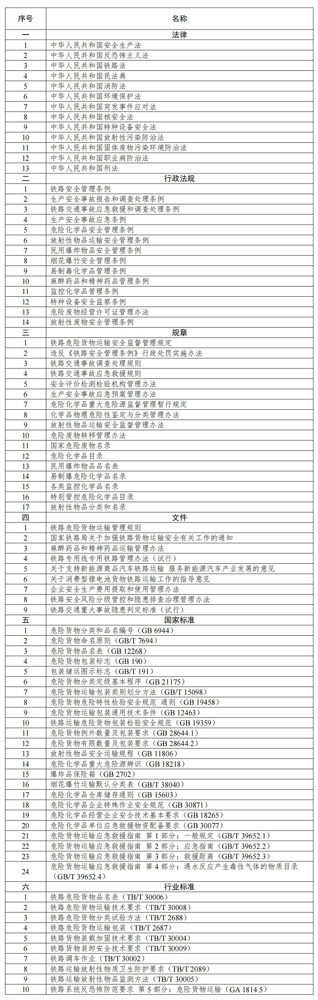 序号 名称
一 法律
1 中华人民共和国安全生产法
2 中华人民共和国反恐怖主义法
3 中华人民共和国铁路法
4 中华人民共和国民法典
5 中华人民共和国消防法
6 中华人民共和国环境保护法
7 中华人民共和国突发事件应对法
8 中华人民共和国核安全法
9 中华人民共和国特种设备安全法
10 中华人民共和国放射性污染防治法
11 中华人民共和国固体废物污染环境防治法
12 中华人民共和国职业病防治法
13 中华人民共和国刑法
二 行政法规
1 铁路安全管理条例
2 生产安全事故报告和调查处理条例
3 铁路交通事故应急救援和调查处理条例
4 生产安全事故应急条例
5 危险化学品安全管理条例
6 放射性物品运输安全管理条例
7 民用爆炸物品安全管理条例
8 烟花爆竹安全管理条例
9 易制毒化学品管理条例
10 麻醉药品和精神药品管理条例
11 监控化学品管理条例
12 特种设备安全监察条例
13 危险废物经营许可证管理办法
14 放射性废物安全管理条例
三 规章
1 铁路危险货物运输安全监督管理规定
2 违反《铁路安全管理条例》行政处罚实施办法
3 铁路交通事故调查处理规则
4 铁路交通事故应急救援规则
5 安全评价检测检验机构管理办法
6 生产安全事故应急预案管理办法
7 危险化学品重大危险源监督管理暂行规定
8 化学品物理危险性鉴定与分类管理办法
9 放射性物品运输安全监督管理办法
10 危险废物转移管理办法
11 国家危险废物名录
12 危险化学品目录
13 民用爆炸物品品名表
14 易制爆危险化学品名录
15 各类监控化学品名录
16 特别管控危险化学品目录
17 放射性物品分类和名录
四 文件
1 铁路危险货物运输管理规则
2 国家铁路局关于加强铁路货物运输安全有关工作的通知
3 麻醉药品和精神药品运输管理办法
4 铁路专用线专用铁路管理办法（试行）
5 关于支持新能源商品汽车铁路运输 服务新能源汽车产业发展的意见
6 关于消费型锂电池货物铁路运输工作的指导意见
7 企业安全生产费用提取和使用管理办法
8 铁路安全风险分级管控和隐患排查治理管理办法
9 铁路交通重大事故隐患判定标准（试行）
五 国家标准
1 危险货物分类和品名编号（GB 6944）
2 危险货物命名原则（GB/T 7694）
3 危险货物品名表（GB 12268）
4 危险货物包装标志（GB 190）
5 包装储运图示标志（GB/T 191）
6 危险货物分类定级基本程序（GB 21175）
7 危险货物运输包装类别划分方法（GB/T 15098）
8 危险货物危险特性检验安全规范 通则（GB 19458）
9 危险货物运输包装通用技术条件（GB 12463）
10 铁路运输危险货物包装检验安全规范（GB 19359）
11 危险货物例外数量及包装要求（GB 28644.1）
12 危险货物有限数量及包装要求（GB 28644.2）
13 放射性物品安全运输规程（GB 11806）
14 危险化学品重大危险源辨识（GB 18218）
15 爆炸品保险箱（GB 2702）
16 烟花爆竹运输默认分类表（GB/T 38040）
17 危险化学品仓库储存通则（GB 15603）
18 危险化学品企业特殊作业安全规范（GB 30871）
19 危险化学品经营企业安全技术基本要求（GB 18265）
20 危险化学品单位应急救援物资配备要求（GB 30077）
21 危险货物运输应急救援指南 第 1 部分：一般规定（GB/T 39652.1）
22 危险货物运输应急救援指南 第 2 部分：应急指南（GB/T 39652.2）
23 危险货物运输应急救援指南 第 3 部分：救援距离（GB/T 39652.3）
24 危险货物运输应急救援指南 第 4 部分：遇水反应产生毒性气体的物质目录
（GB/T 39652.4）
六 行业标准
1 铁路危险货物品名表（TB/T 30006）
2 铁路危险货物运输技术要求（TB/T 30008）
3 铁路危险货物分类试验方法（TB/T 2688）
4 铁路危险货物运输包装（TB/T 2687）
5 铁路货物装载加固技术要求（TB/T 30004）
6 铁路货物装卸安全技术要求（TB/T 30009）
7 铁路调车作业（TB/T 30002）
8 铁路运输放射性物质卫生防护要求（TB/T 2089）
9 铁路运输放射性物品监测方法（TB/T 30005）
10 铁路系统反恐怖防范要求 第 5 部分：危险货物运输（GA 1814.5）